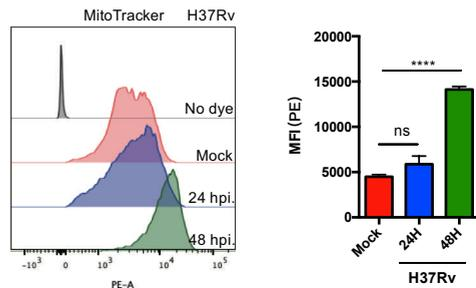 MitoTracker H37Rv
No dye
Mock
24 hpi.
48 hpi.
-10³ 0 10³ 10⁴ 10⁵
PE-A
20000
15000
10000
5000
0
MFI (PE)
****
ns
Mock 24H 48H
H37Rv